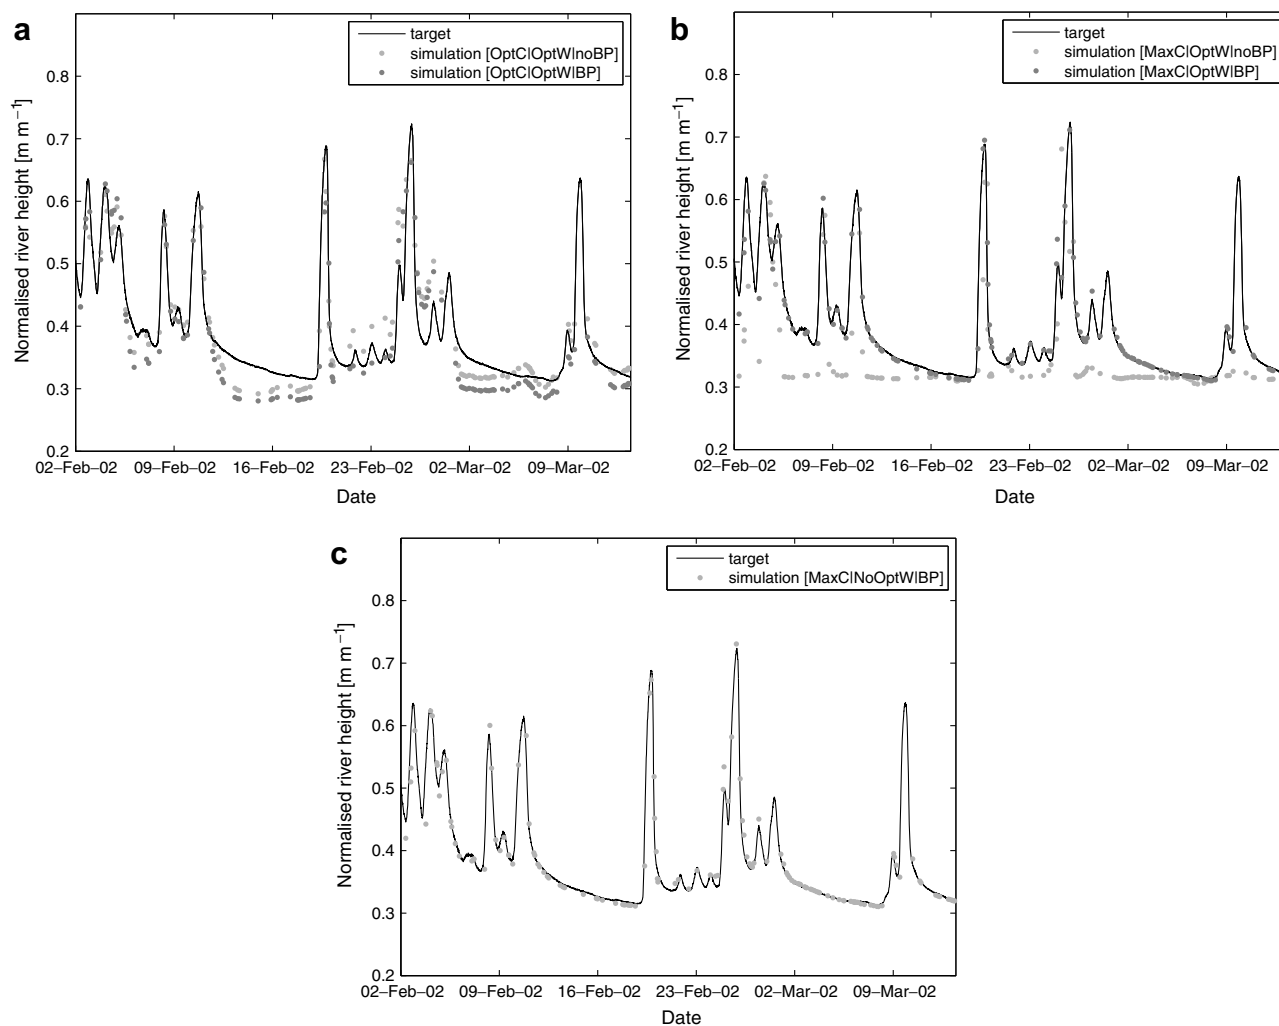 a
target
simulation [OptC|OptW|noBP]
simulation [OptC|OptW|BP]
Normalised river height [m m⁻¹]
0.8
0.7
0.6
0.5
0.4
0.3
0.2
02–Feb–02 09–Feb–02 16–Feb–02 23–Feb–02 02–Mar–02 09–Mar–02
Date
b
target
simulation [MaxC|OptW|noBP]
simulation [MaxC|OptW|BP]
Normalised river height [m m⁻¹]
0.8
0.7
0.6
0.5
0.4
0.3
0.2
02–Feb–02 09–Feb–02 16–Feb–02 23–Feb–02 02–Mar–02 09–Mar–02
Date
c
target
simulation [MaxC|NoOptW|BP]
Normalised river height [m m⁻¹]
0.8
0.7
0.6
0.5
0.4
0.3
0.2
02–Feb–02 09–Feb–02 16–Feb–02 23–Feb–02 02–Mar–02 09–Mar–02
Date